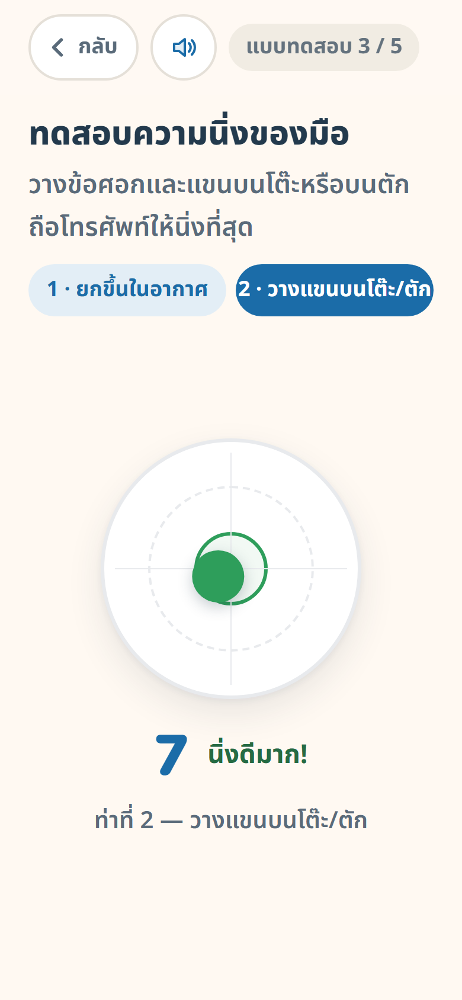 กลับ
แบบทดสอบ 3 / 5
ทดสอบความนิ่งของมือ
วางข้อศอกและแขนบนโต๊ะหรือบนตัก
ถือโทรศัพท์ให้นิ่งที่สุด
1 · ยกขึ้นในอากาศ
2 · วางแขนบนโต๊ะ/ตัก
7 นิ่งดีมาก!
ท่าที่ 2 — วางแขนบนโต๊ะ/ตัก